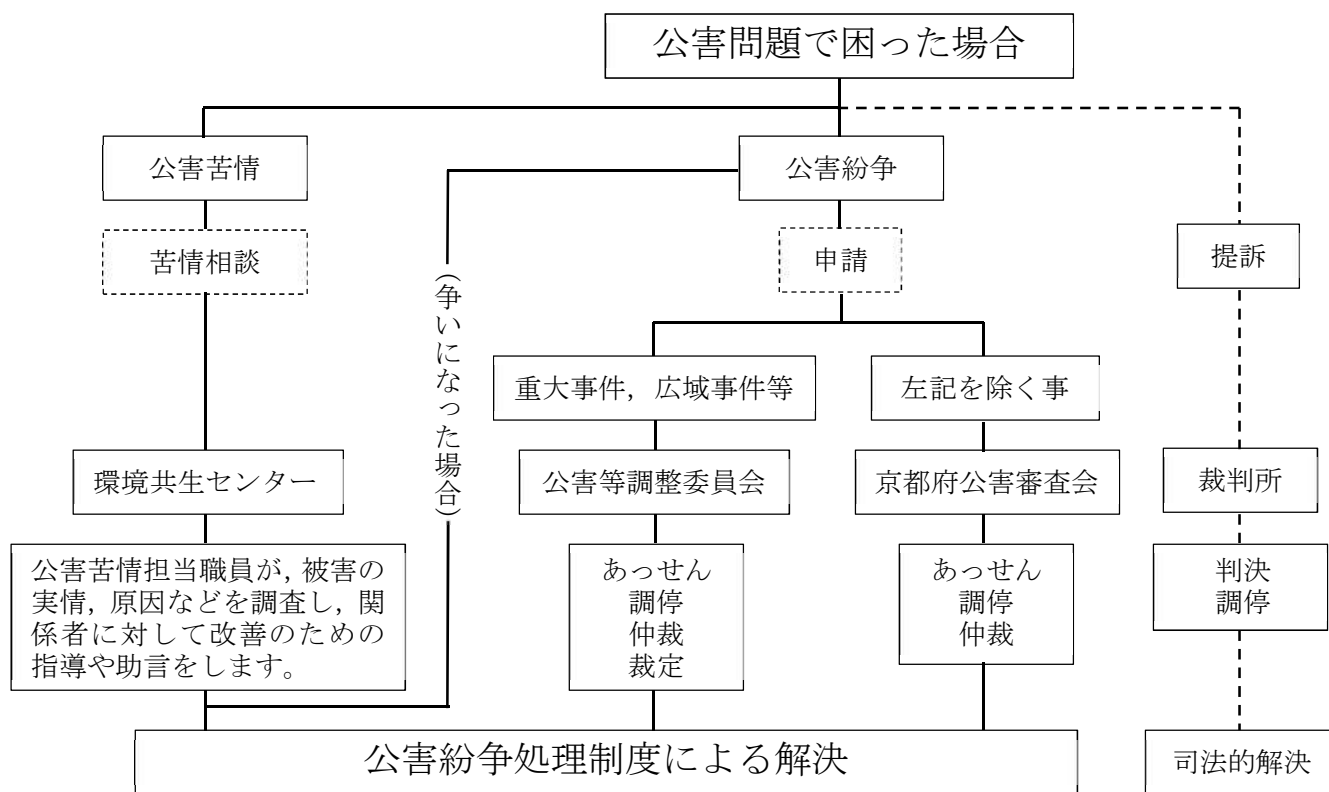 公害問題で困った場合
公害苦情
公害紛争
苦情相談
申請
提訴
(争いになった場合)
重大事件，広域事件等
左記を除く事
環境共生センター
公害等調整委員会
京都府公害審査会
裁判所
公害苦情担当職員が，被害の
実情，原因などを調査し，関
係者に対して改善のための
指導や助言をします。
あっせん
調停
仲裁
裁定
あっせん
調停
仲裁
判決
調停
公害紛争処理制度による解決
司法的解決